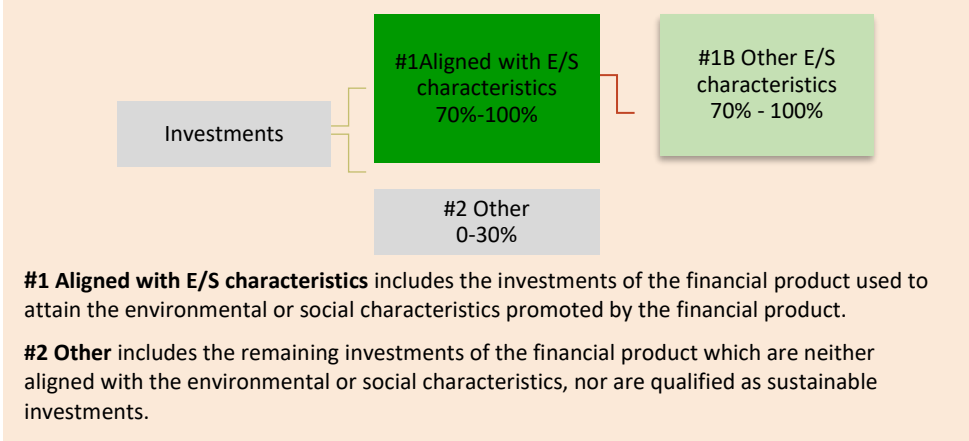 #1Aligned with E/S
characteristics
70%-100%
#1B Other E/S
characteristics
70% - 100%
Investments
#2 Other
0-30%
#1 Aligned with E/S characteristics includes the investments of the financial product used to
attain the environmental or social characteristics promoted by the financial product.
#2 Other includes the remaining investments of the financial product which are neither
aligned with the environmental or social characteristics, nor are qualified as sustainable
investments.